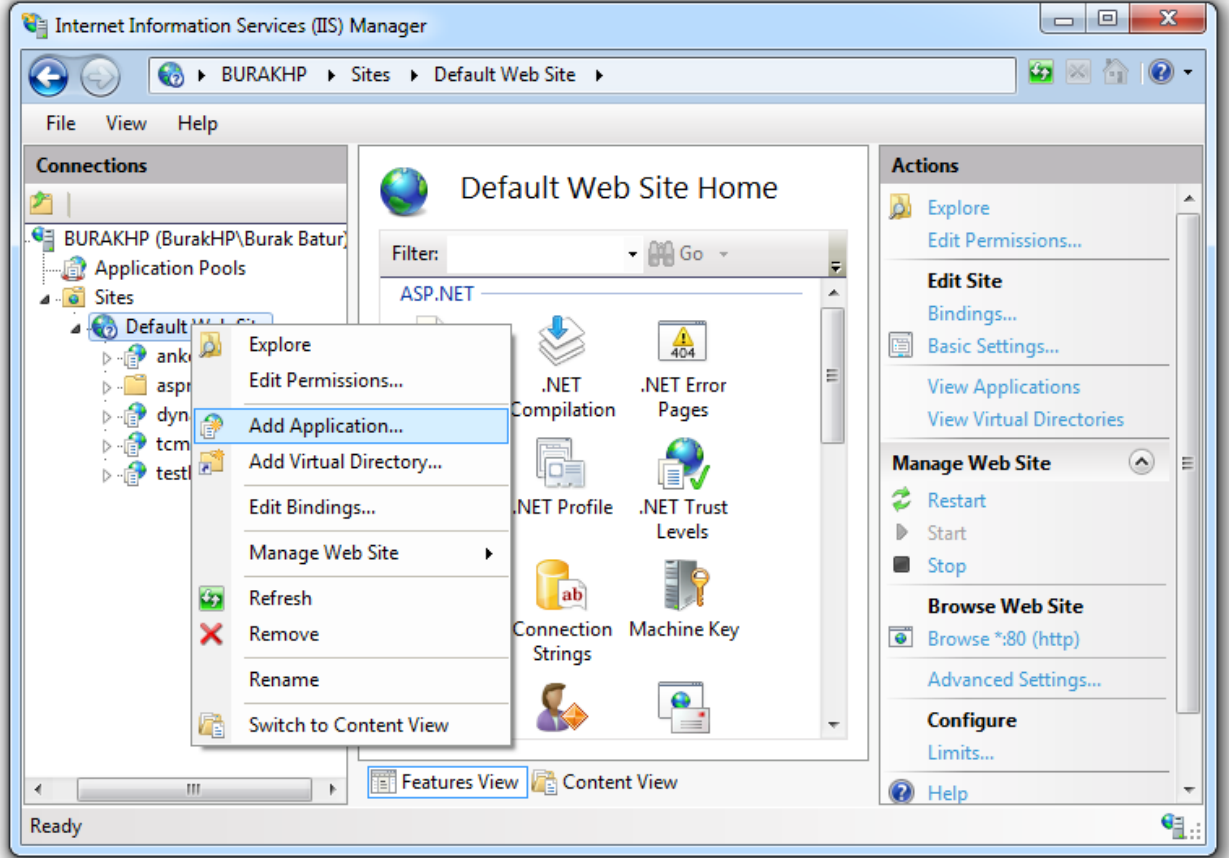 Internet Information Services (IIS) Manager
BURAKHP Sites Default Web Site
File View Help
Connections
BURAKHP (BurakHP\Burak Batur)
Application Pools
Sites
Default
Explore
Edit Permissions...
Add Application...
Add Virtual Directory...
Edit Bindings...
Manage Web Site
Refresh
Remove
Rename
Switch to Content View
Default Web Site Home
Filter: Go
ASP.NET
.NET
Compilation
.NET Error
Pages
404
.NET Profile
.NET Trust
Levels
ab
Connection
Strings
Machine Key
Features View Content View
Actions
Explore
Edit Permissions...
Edit Site
Bindings...
Basic Settings...
View Applications
View Virtual Directories
Manage Web Site
Restart
Start
Stop
Browse Web Site
Browse *:80 (http)
Advanced Settings...
Configure
Limits...
Help
Ready